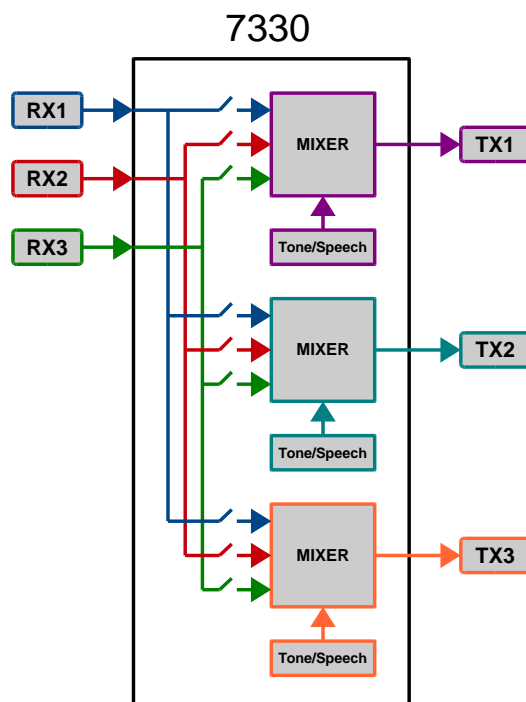 7330
RX1
RX2
RX3
MIXER
TX1
Tone/Speech
MIXER
TX2
Tone/Speech
MIXER
TX3
Tone/Speech